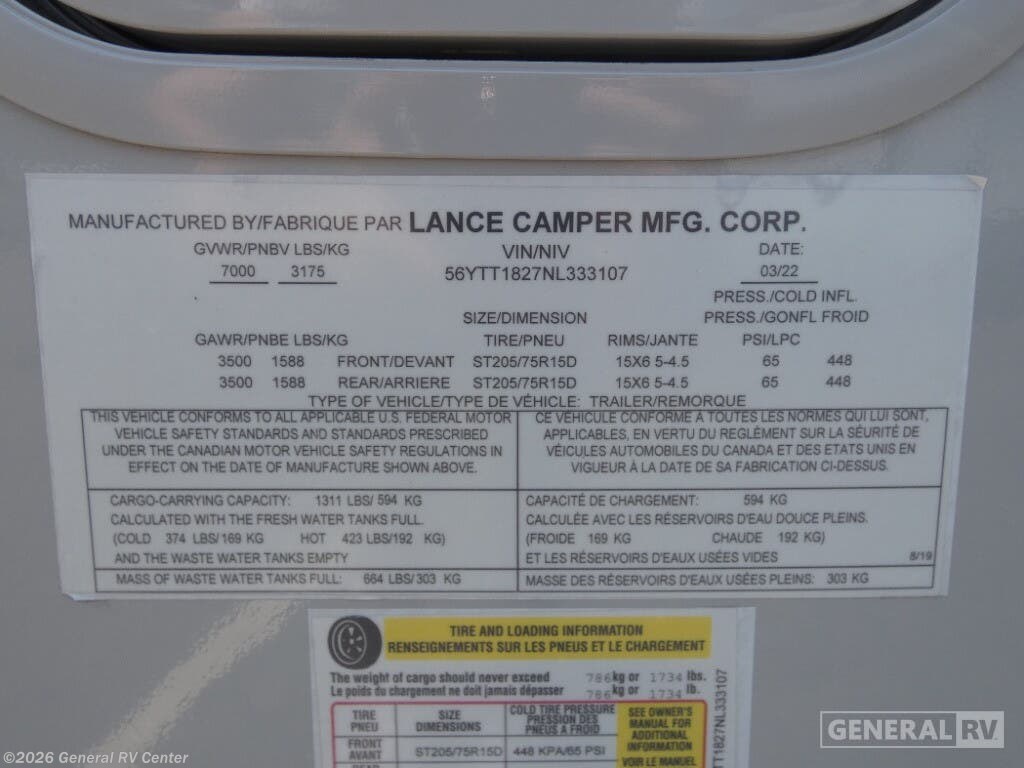 MANUFACTURED BY/FABRIQUE PAR LANCE CAMPER MFG. CORP.
GVWR/PNBV LBS/KG VIN/NIV DATE:
7000 3175 56YTT1827NL333107 03/22
PRESS./COLD INFL.
SIZE/DIMENSION PRESS./GONFL FROID
GAWR/PNBE LBS/KG TIRE/PNEU RIMS/JANTE PSI/LPC
3500 1588 FRONT/DEVANT ST205/75R15D 15X6 5-4.5 65 448
3500 1588 REAR/ARRIERE ST205/75R15D 15X6 5-4.5 65 448
TYPE OF VEHICLE/TYPE DE VÉHICLE: TRAILER/REMORQUE
THIS VEHICLE CONFORMS TO ALL APPLICABLE U.S. FEDERAL MOTOR
VEHICLE SAFETY STANDARDS AND STANDARDS PRESCRIBED
UNDER THE CANADIAN MOTOR VEHICLE SAFETY REGULATIONS IN
EFFECT ON THE DATE OF MANUFACTURE SHOWN ABOVE.
CE VÉHICULE CONFORME A TOUTES LES NORMES QUI LUI SONT,
APPLICABLES, EN VERTU DU REGLÈMENT SUR LA SÉURITÉ DE
VÉICULES AUTOMOBILES DU CANADA ET DES ETATS UNIS EN
VIGUEUR À LA DATE DE SA FABRICATION CI-DESSUS.
CARGO-CARRYING CAPACITY: 1311 LBS/ 594 KG
CALCULATED WITH THE FRESH WATER TANKS FULL.
(COLD 374 LBS/169 KG HOT 423 LBS/192 KG)
AND THE WASTE WATER TANKS EMPTY
CAPACITÉ DE CHARGEMENT: 594 KG
CALCULÉE AVEC LES RÉSERVOIRS D'EAU DOUCE PLEINS.
(FROIDE 169 KG CHAUDE 192 KG)
ET LES RÉSERVOIRS D'EAUX USÉES VIDES 8/19
MASS OF WASTE WATER TANKS FULL: 664 LBS/303 KG
MASSE DES RÉSERVOIRS D'EAUX USÉES PLEINS: 303 KG
TIRE AND LOADING INFORMATION
RENSEIGNEMENTS SUR LES PNEUS ET LE CHARGEMENT
The weight of cargo should never exceed 786 kg or 1734 lbs.
Le poids du chargement ne doit jamais dépasser 786 kg or 1734 lb.
TIRE
PNEU
SIZE
DIMENSIONS
COLD TIRE PRESSURE
PRESSION DES
PNEUS A FROID
SEE OWNER'S
MANUAL FOR
ADDITIONAL
INFORMATION
VOIR LE MANUEL
FRONT
AVANT
ST205/75R15D
448 KPA/65 PSI
TT1827NL333107
GENERAL RV
©2026 General RV Center